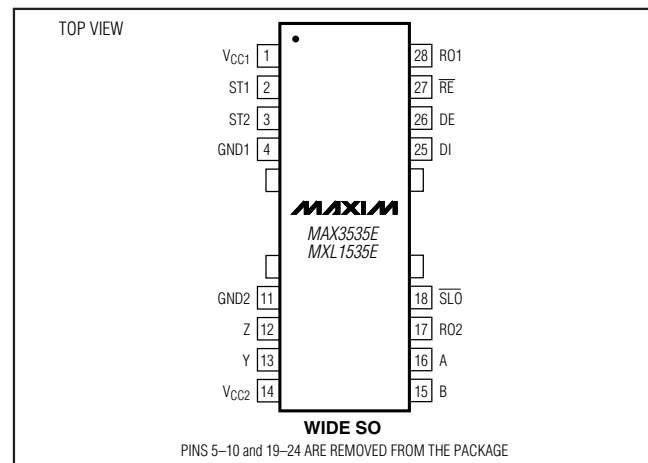 TOP VIEW
VCC1 1 28 RO1
ST1 2 27 RE
ST2 3 26 DE
GND1 4 25 DI
MAXIM
MAX3535E
MXL1535E
GND2 11 18 SLO
Z 12 17 RO2
Y 13 16 A
VCC2 14 15 B
WIDE SO
PINS 5–10 and 19–24 ARE REMOVED FROM THE PACKAGE